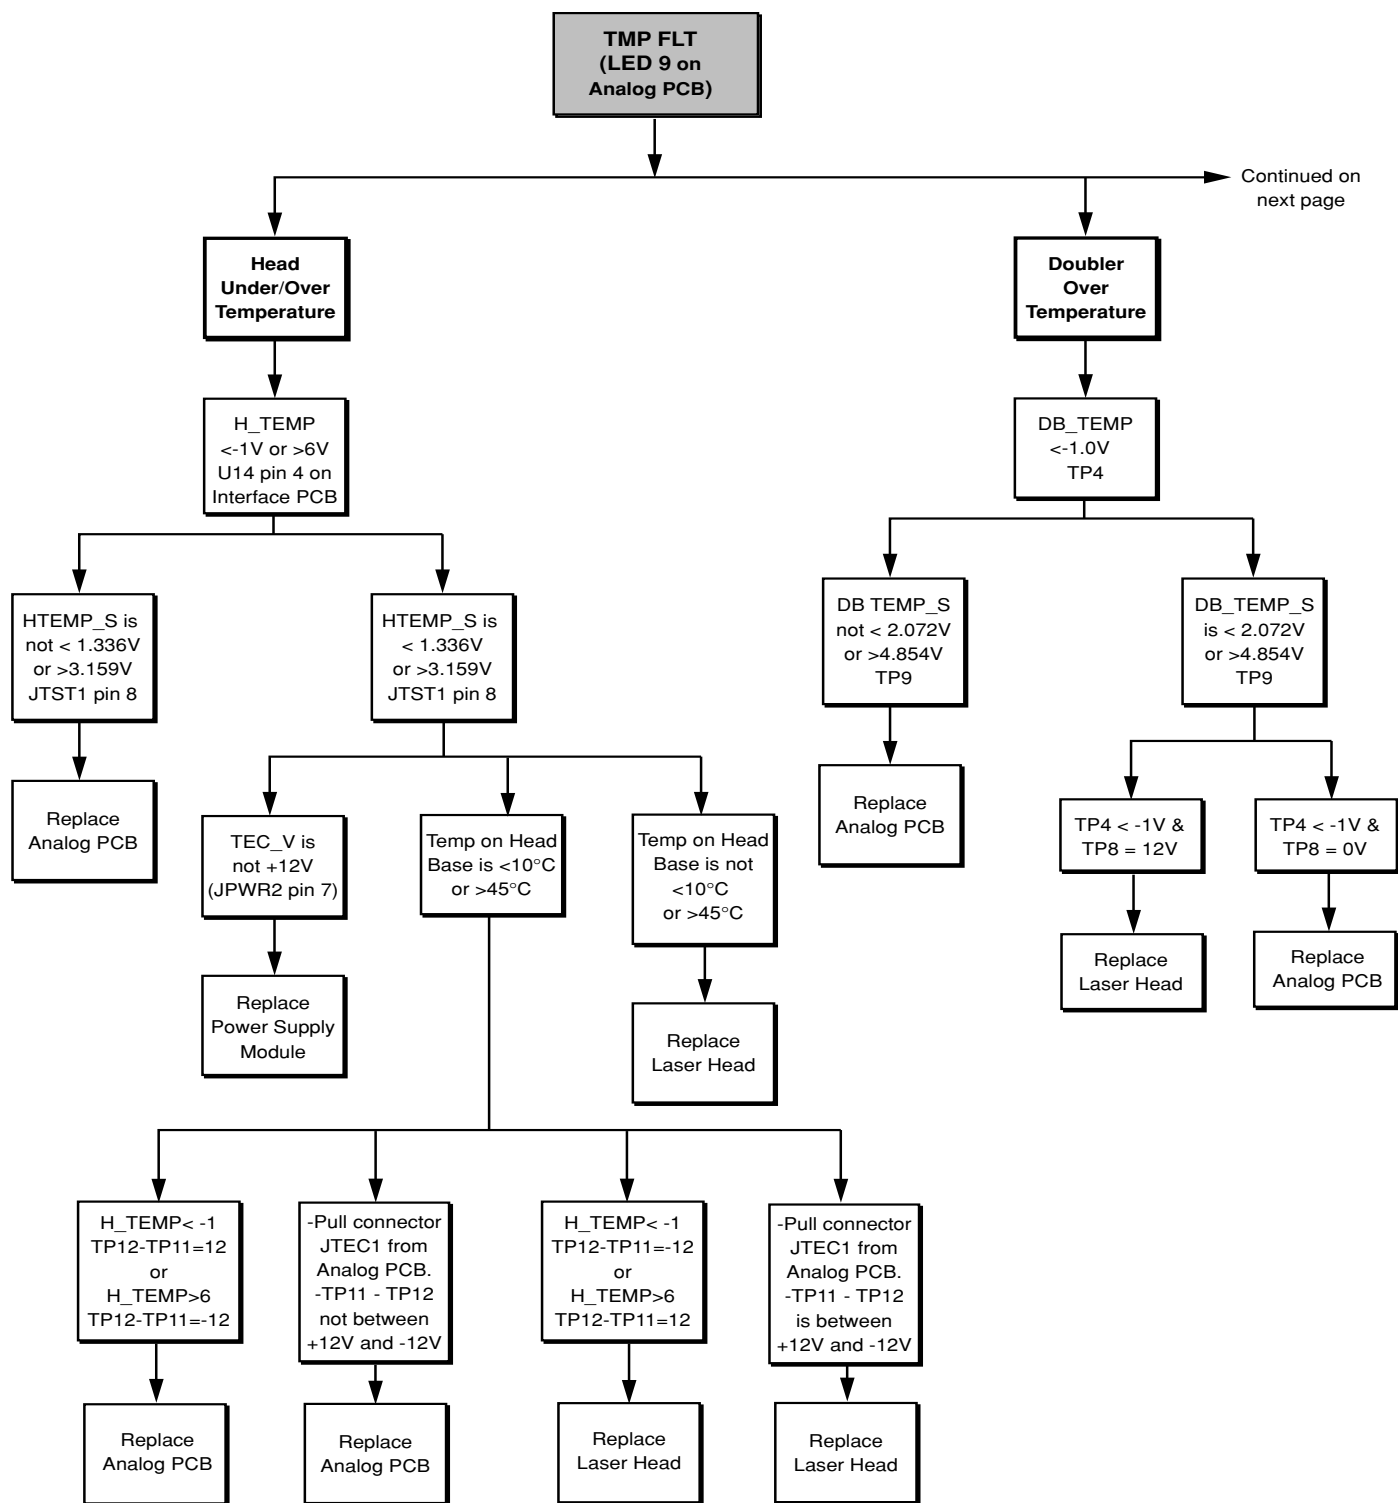 TMP FLT
(LED 9 on
Analog PCB)
Continued on
next page
Head
Under/Over
Temperature
Doubler
Over
Temperature
H_TEMP
<-1V or >6V
U14 pin 4 on
Interface PCB
DB_TEMP
<-1.0V
TP4
HTEMP_S is
not < 1.336V
or >3.159V
JTST1 pin 8
HTEMP_S is
< 1.336V
or >3.159V
JTST1 pin 8
DB TEMP_S
not < 2.072V
or >4.854V
TP9
DB_TEMP_S
is < 2.072V
or >4.854V
TP9
Replace
Analog PCB
TEC_V is
not +12V
(JPWR2 pin 7)
Temp on Head
Base is <10°C
or >45°C
Temp on Head
Base is not
<10°C
or >45°C
Replace
Analog PCB
TP4 < -1V &
TP8 = 12V
TP4 < -1V &
TP8 = 0V
Replace
Power Supply
Module
Replace
Laser Head
Replace
Laser Head
Replace
Analog PCB
H_TEMP< -1
TP12-TP11=12
or
H_TEMP>6
TP12-TP11=-12
-Pull connector
JTEC1 from
Analog PCB.
-TP11 - TP12
not between
+12V and -12V
H_TEMP< -1
TP12-TP11=-12
or
H_TEMP>6
TP12-TP11=12
-Pull connector
JTEC1 from
Analog PCB.
-TP11 - TP12
is between
+12V and -12V
Replace
Analog PCB
Replace
Analog PCB
Replace
Laser Head
Replace
Laser Head